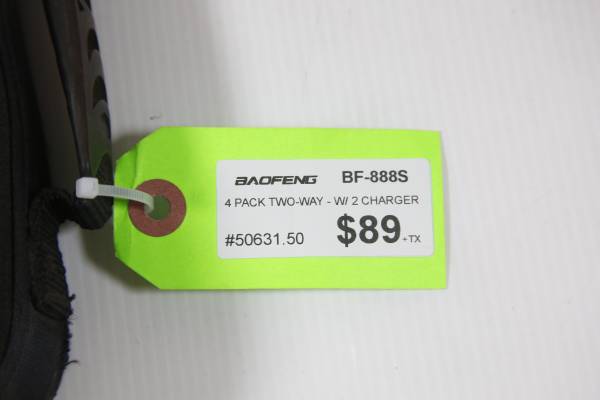 BAOFENG BF-888S
4 PACK TWO-WAY - W/ 2 CHARGER
#50631.50 $89 +TX